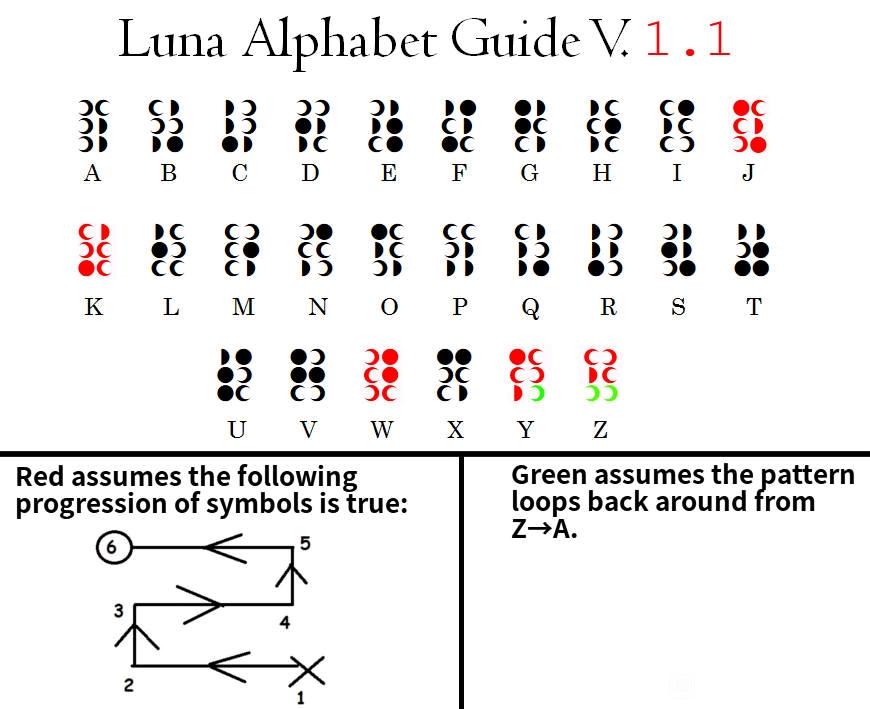 Luna Alphabet Guide V. 1.1
A B C D E F G H I J
K L M N O P Q R S T
U V W X Y Z
Red assumes the following
progression of symbols is true:
Green assumes the pattern
loops back around from
Z→A.
6
5
3
4
2
1